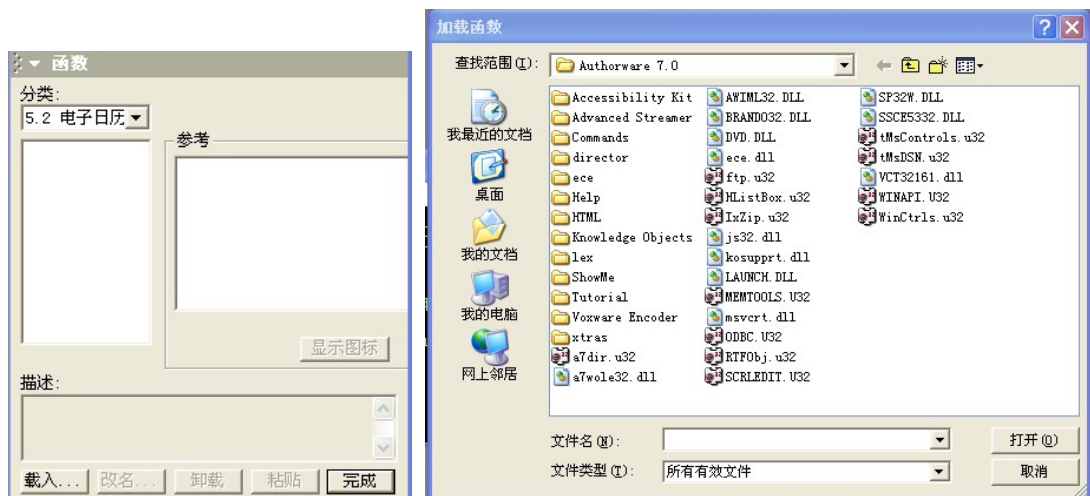 函数
分类:
5.2 电子日历
参考
显示图标
描述:
载入... 改名... 卸载 粘贴 完成
加载函数
查找范围(I): Authorware 7.0
我最近的文档
桌面
我的文档
我的电脑
网上邻居
Accessibility Kit AWIML32.DLL SP32W.DLL
Advanced Streamer BRANDO32.DLL SSCE5332.DLL
Commands DVD.DLL tMsControls.u32
director ece.dll tMsDSN.u32
ece ftp.u32 VCT32161.dll
Help HListBox.u32 WINAPI.U32
HTML IxZip.u32 WinCtrls.u32
Knowledge Objects js32.dll
lex kosupprt.dll
ShowMe LAUNCH.DLL
Tutorial MEMTOOLS.U32
Voxware Encoder msvcrt.dll
xtras ODBC.U32
a7dir.u32 RTFObj.u32
a7wole32.dll SCRLEDIT.U32
文件名(N): 打开(O)
文件类型(T): 所有有效文件 取消